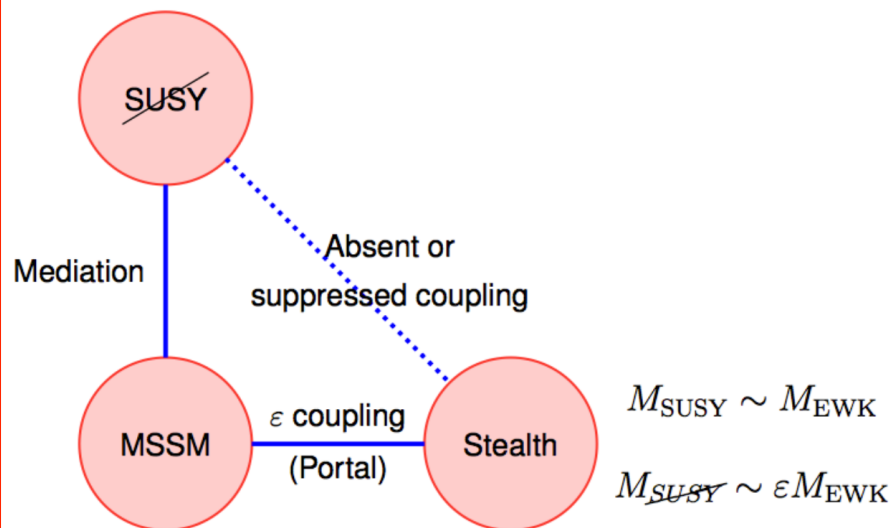 SUSY
Absent or
Mediation
suppressed coupling
M_SUSY ∼ M_EWK
ε coupling
MSSM
Stealth
(Portal)
M_SUSY ∼ εM_EWK